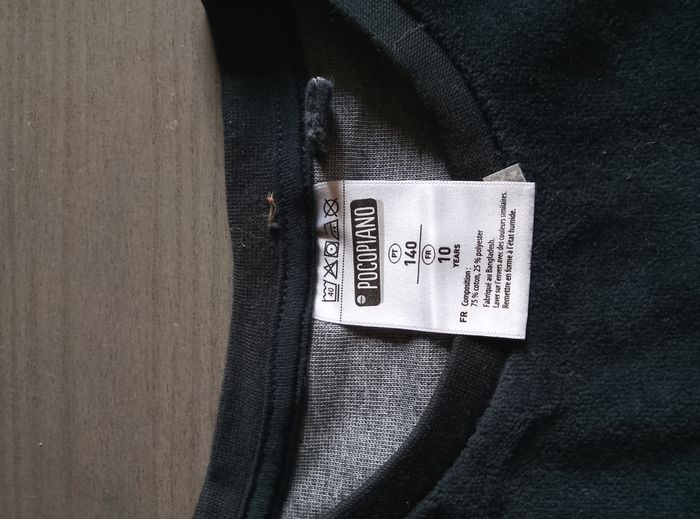 40
POCOPIANO
PT
140
FR
10
YEARS
FR Composition :
75 % coton, 25 % polyester
Fabriqué au Bangladesh.
Laver sur l'envers avec des couleurs similaires.
Remettre en forme à l'état humide.